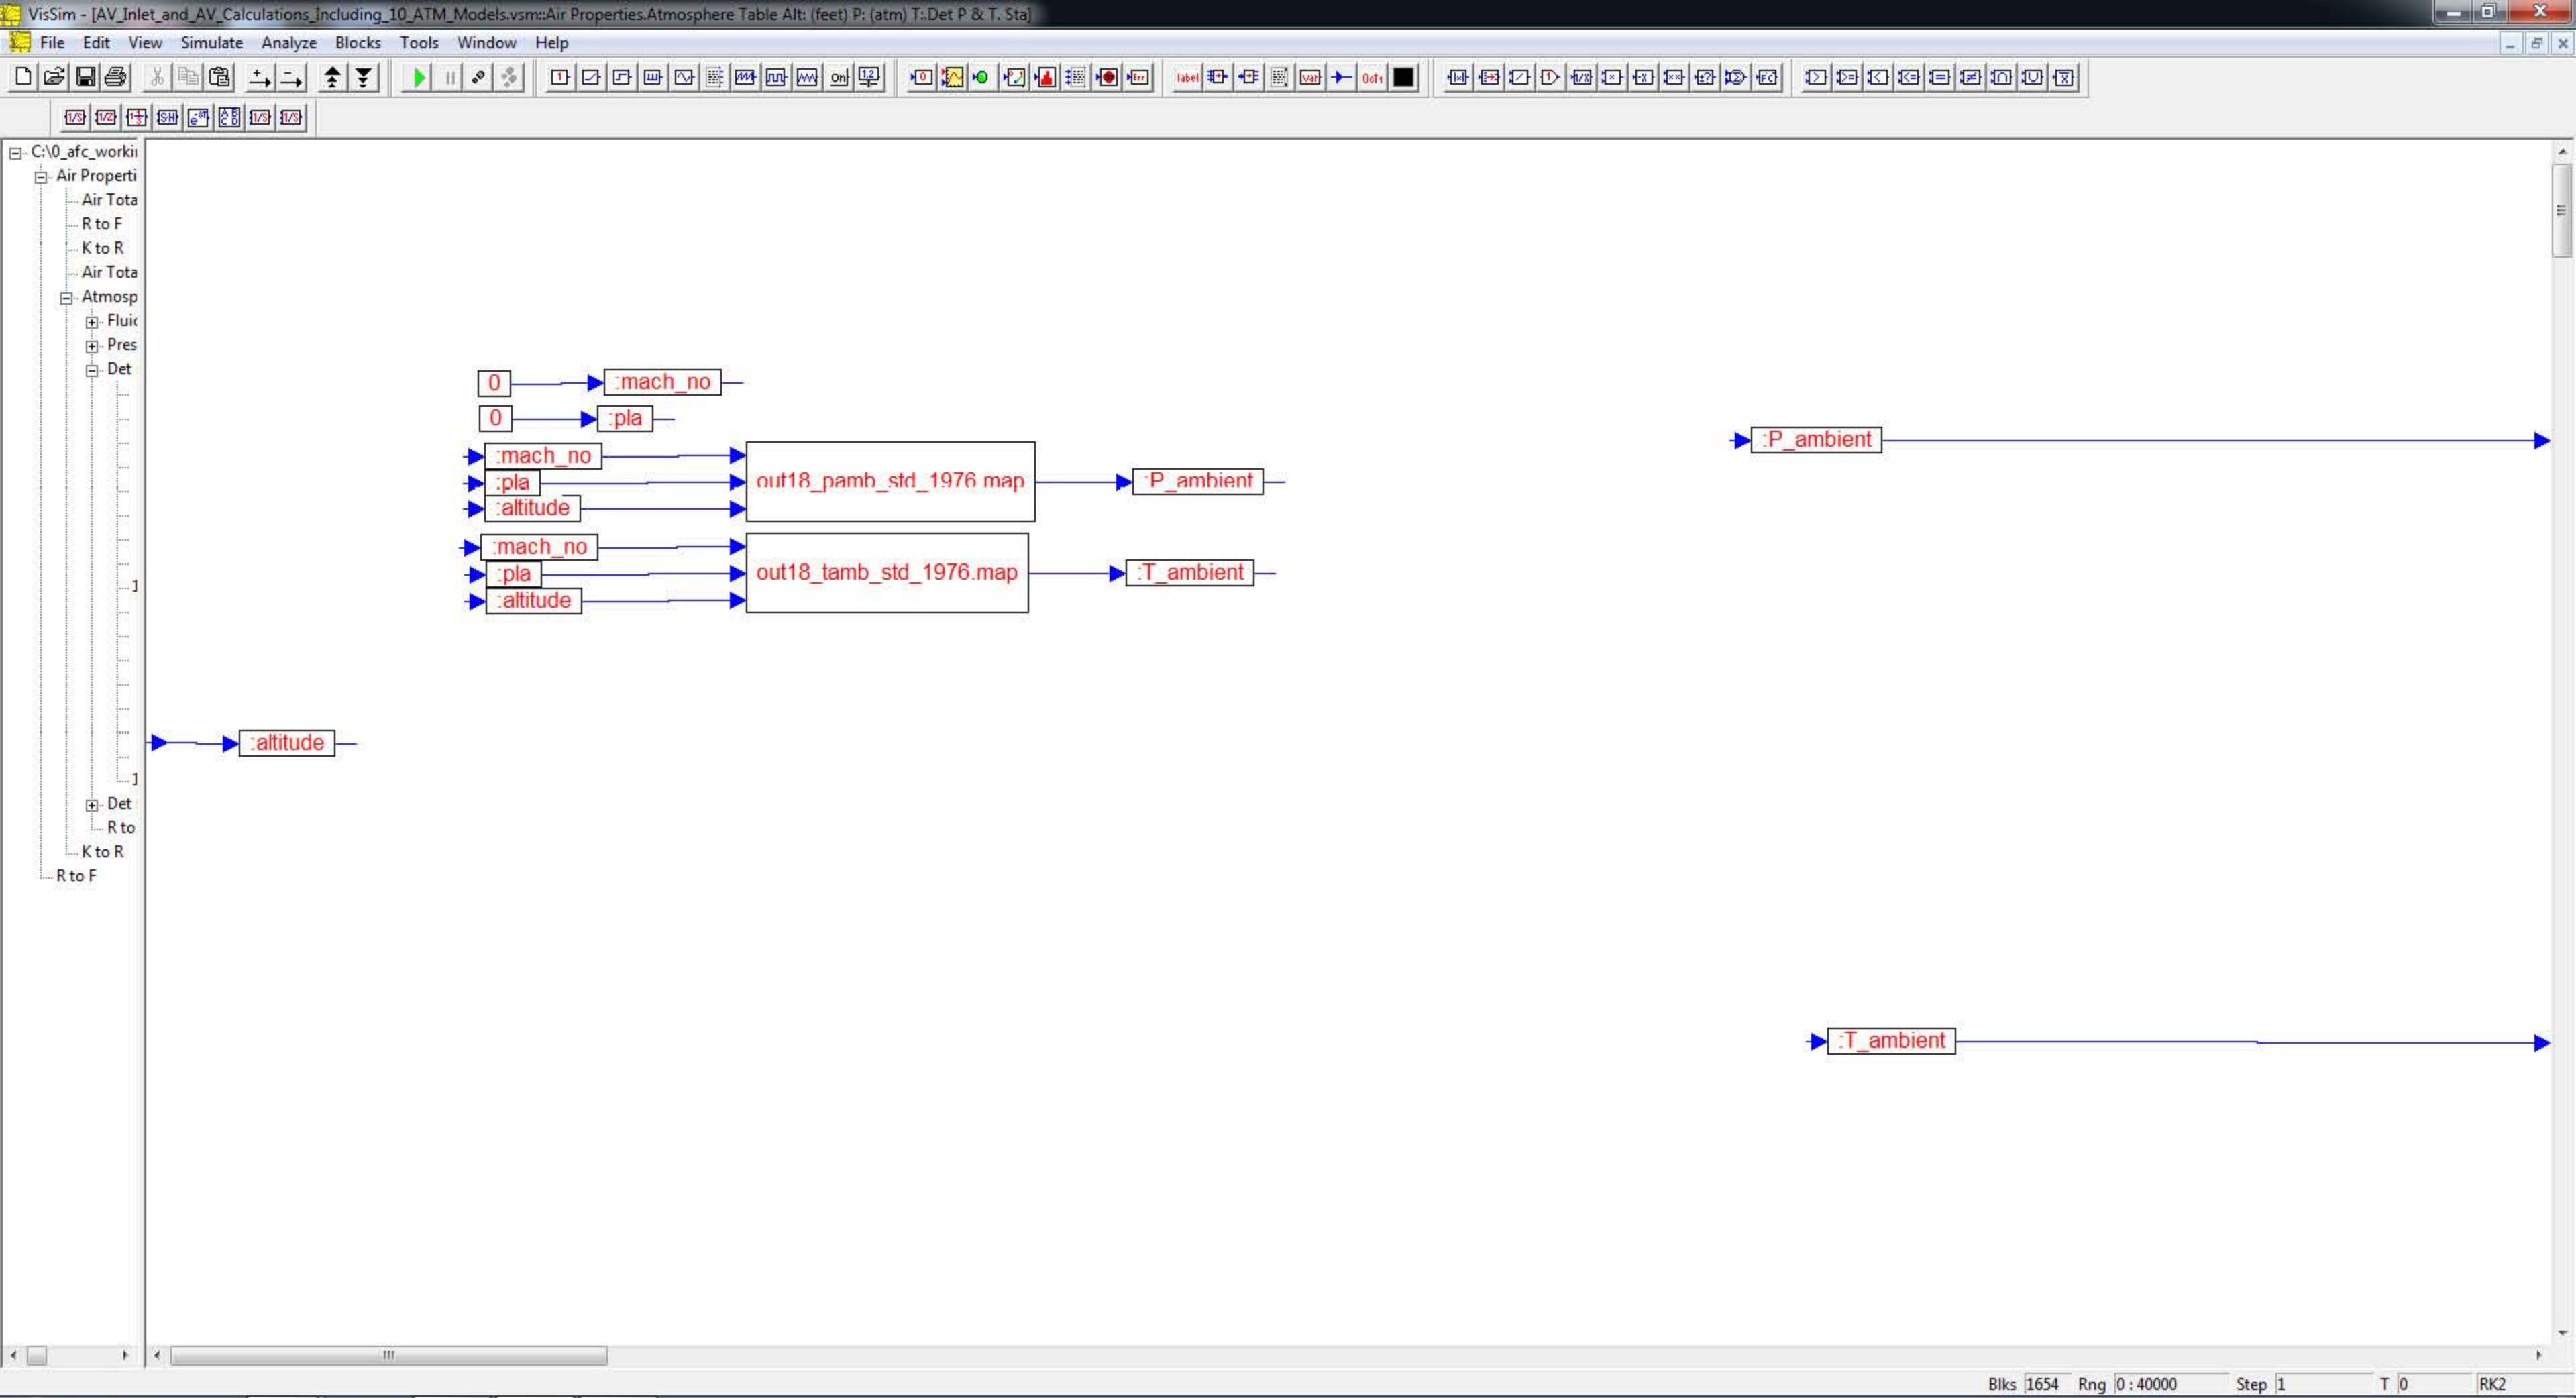 VisSim - [AV_Inlet_and_AV_Calculations_Including_10_ATM_Models.vsm::Air Properties.Atmosphere Table Alt: (feet) P: (atm) T:.Det P & T. Sta]
File Edit View Simulate Analyze Blocks Tools Window Help
C:\0_afc_workii
Air Properti
Air Tota
R to F
K to R
Air Tota
Atmosp
Fluid
Pres
Det
1
1
Det
R to
K to R
R to F
0 :mach_no
0 :pla
:mach_no
:pla
:altitude
out18_pamb_std_1976.map
:P_ambient
:mach_no
:pla
:altitude
out18_tamb_std_1976.map
:T_ambient
:P_ambient
:altitude
:T_ambient
Blks 1654 Rng 0 : 40000 Step 1 T 0 RK2